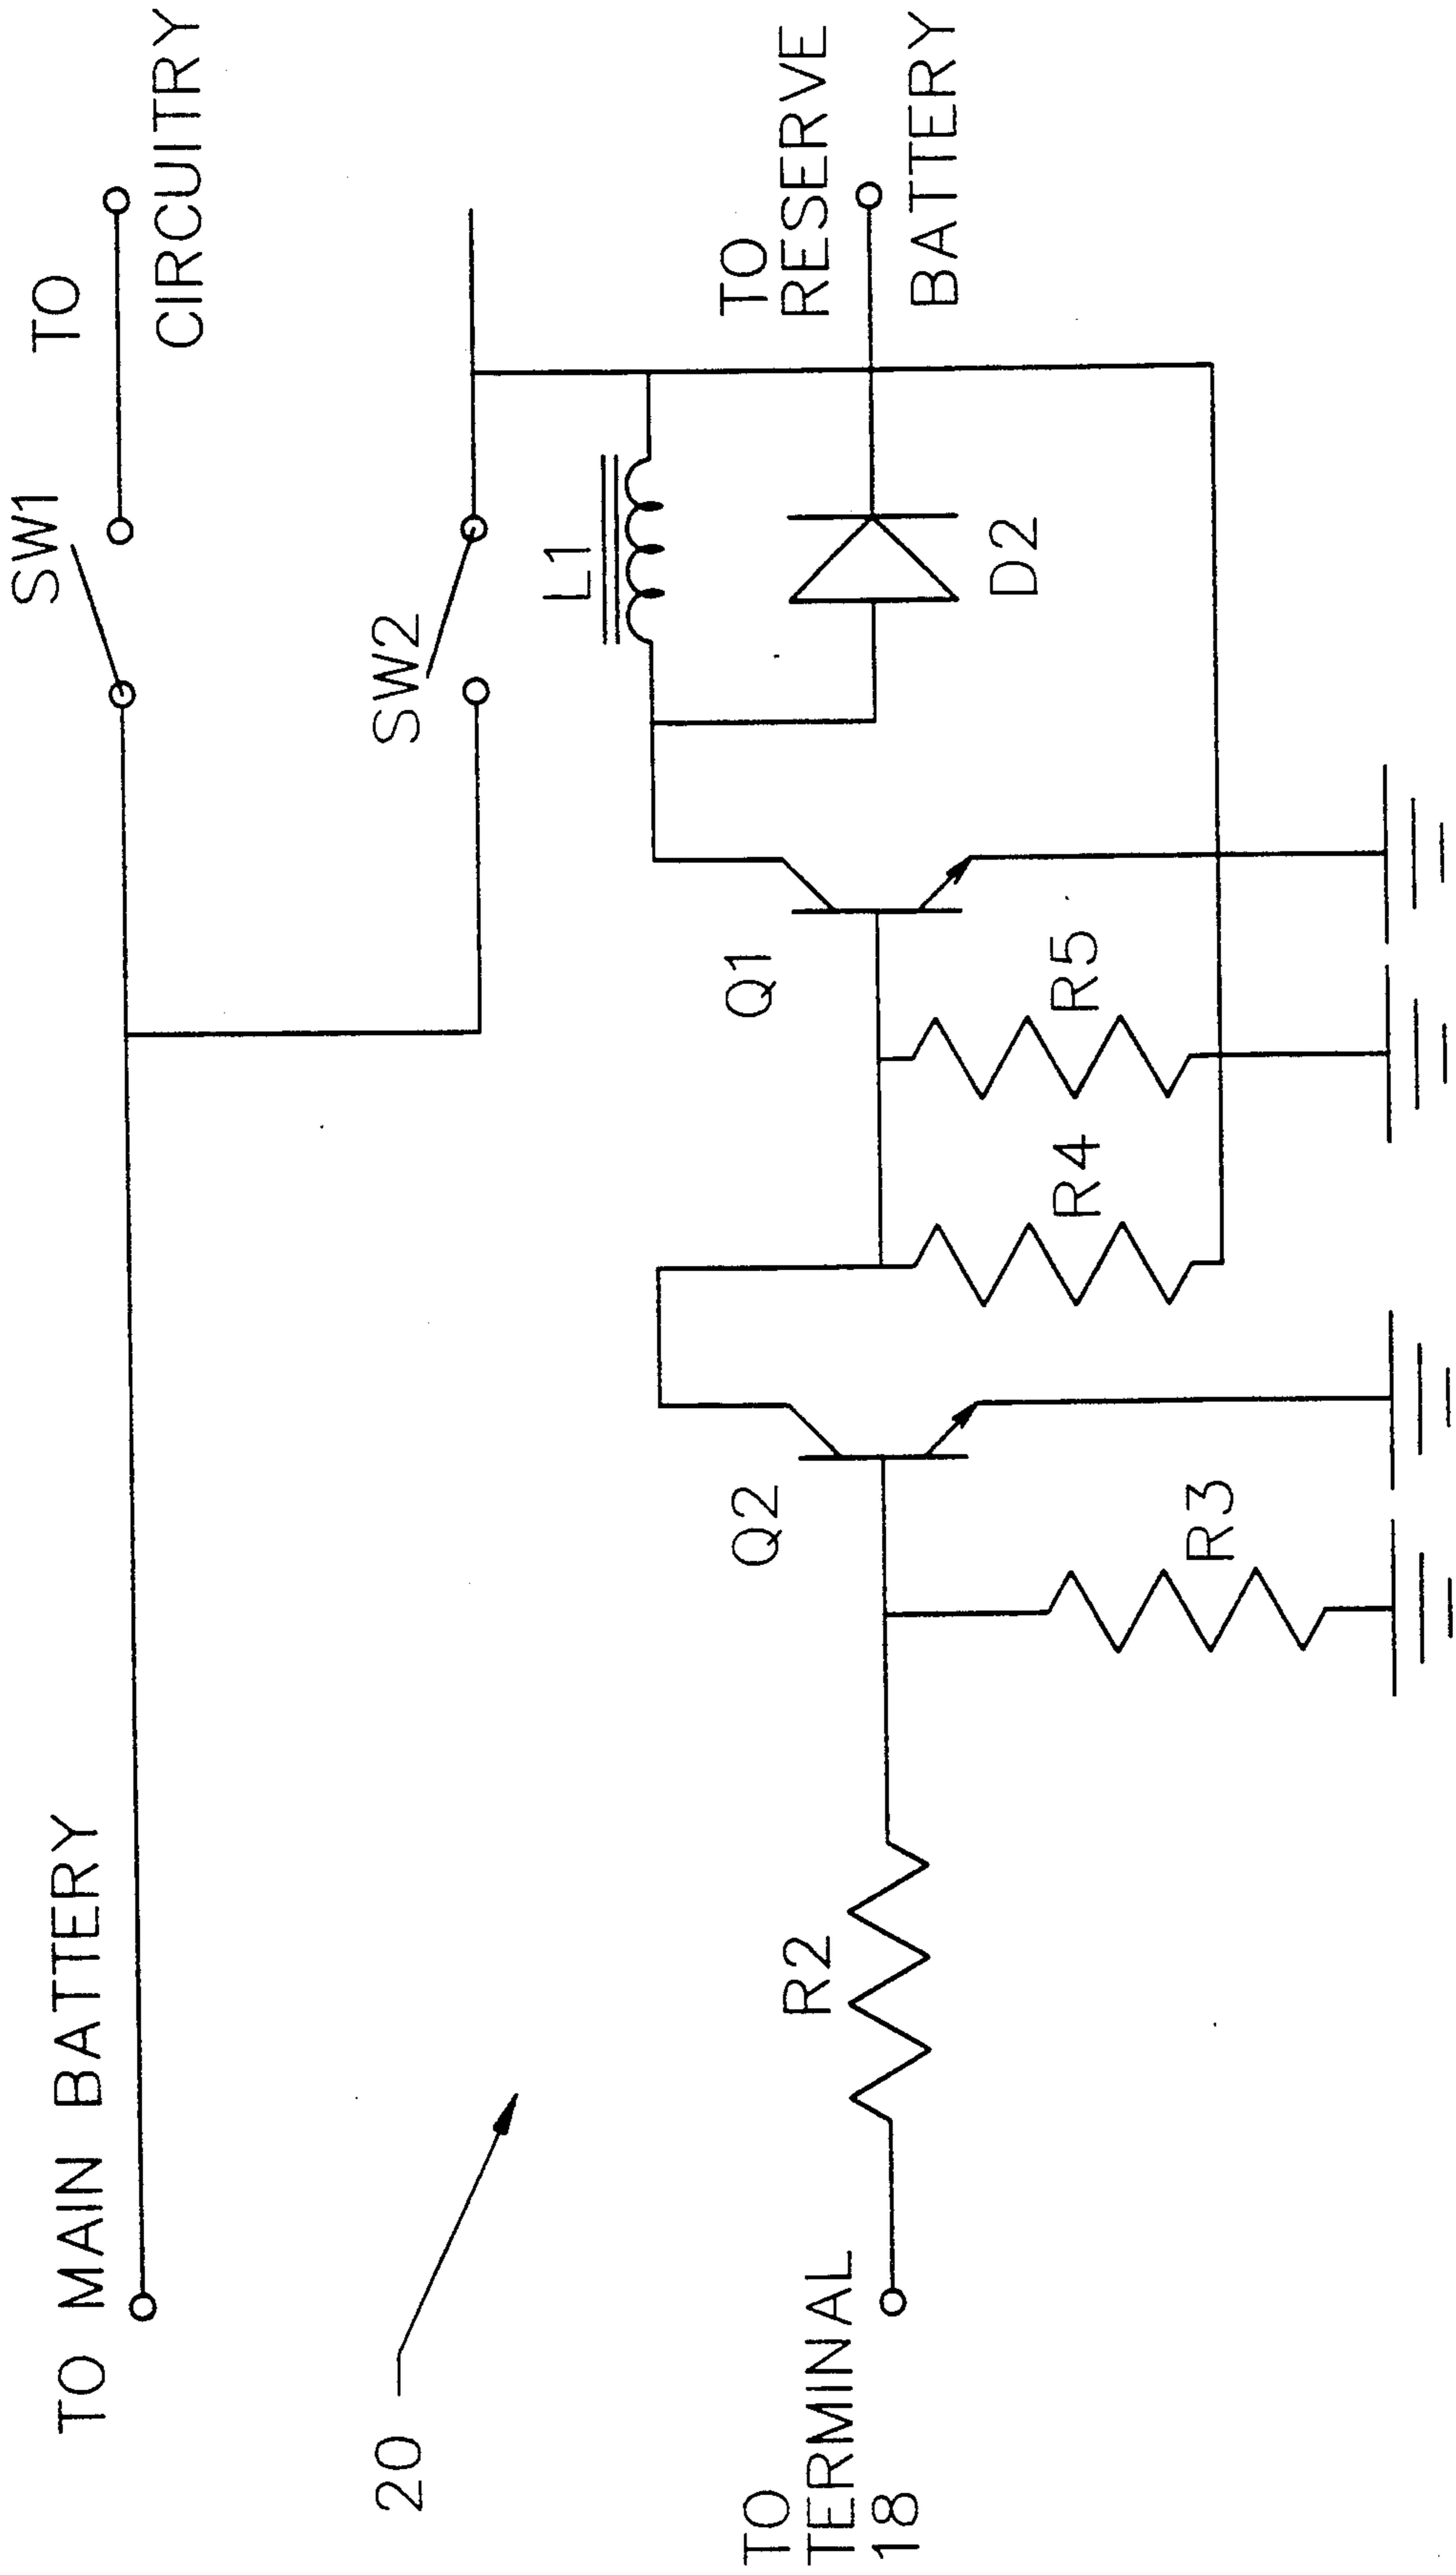 TO MAIN BATTERY
SW1
TO
CIRCUITRY
20
SW2
L1
TO
RESERVE
BATTERY
D2
Q1
Q2
R5
R4
R3
R2
TO
TERMINAL
18